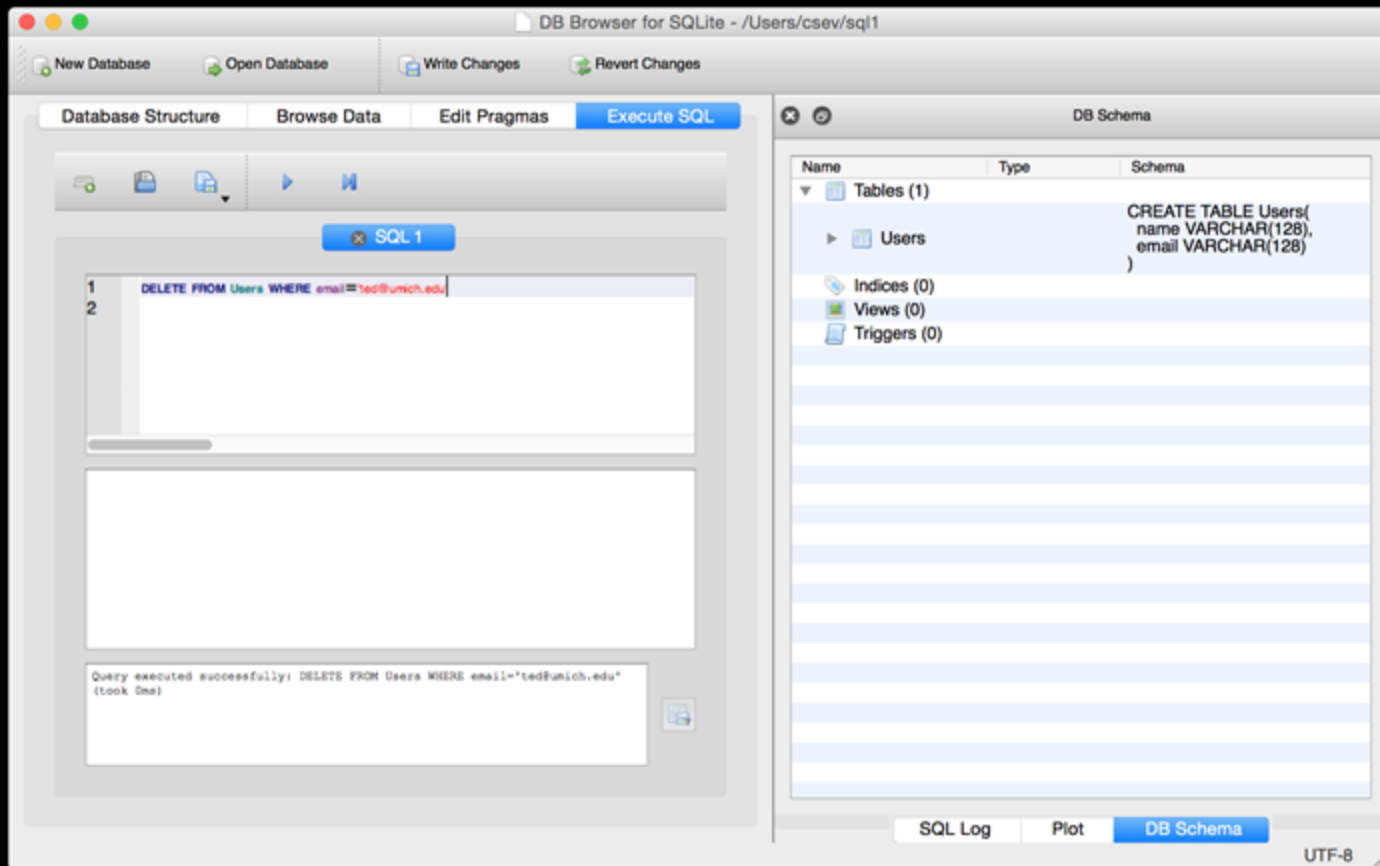 DB Browser for SQLite - /Users/csev/sql1
New Database Open Database Write Changes Revert Changes
Database Structure Browse Data Edit Pragmas Execute SQL
SQL 1
1 DELETE FROM Users WHERE email='ted@umich.edu
2
Query executed successfully: DELETE FROM Users WHERE email="ted@umich.edu"
(took 0ms)
DB Schema
Name Type Schema
Tables (1)
Users
CREATE TABLE Users(
name VARCHAR(128),
email VARCHAR(128)
)
Indices (0)
Views (0)
Triggers (0)
SQL Log Plot DB Schema
UTF-8